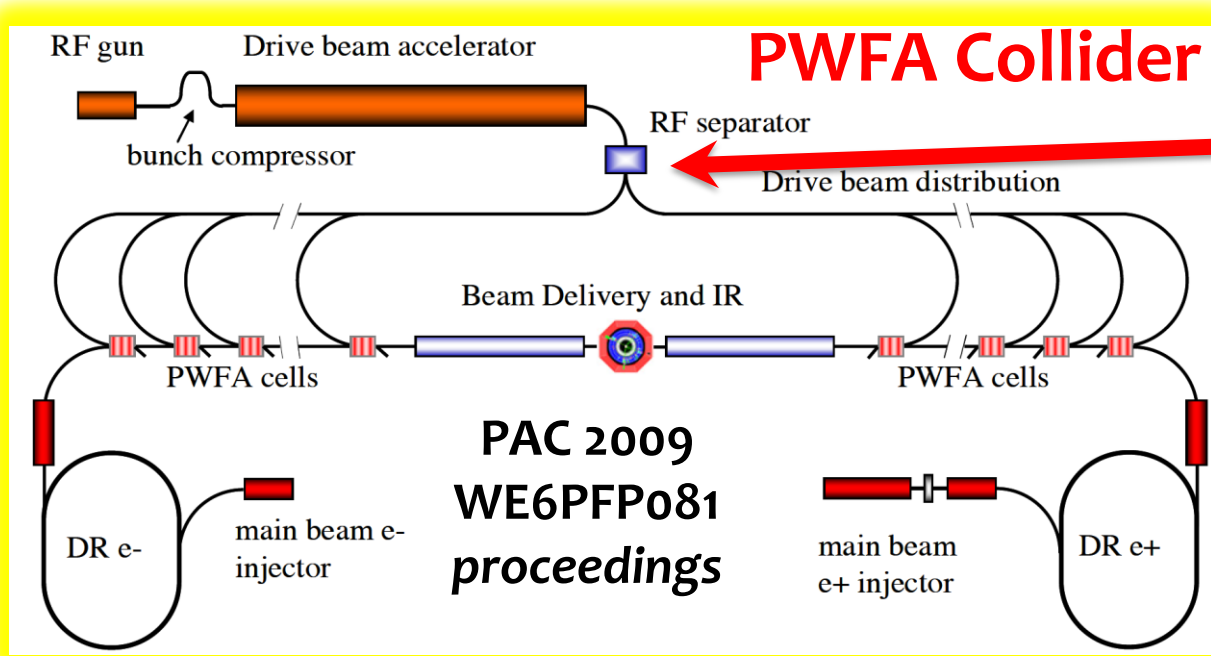 RF gun
Drive beam accelerator
PWFA Collider
RF separator
bunch compressor
Drive beam distribution
Beam Delivery and IR
PWFA cells
PWFA cells
PAC 2009
WE6PFP081
proceedings
DR e-
main beam e-
injector
main beam
e+ injector
DR e+